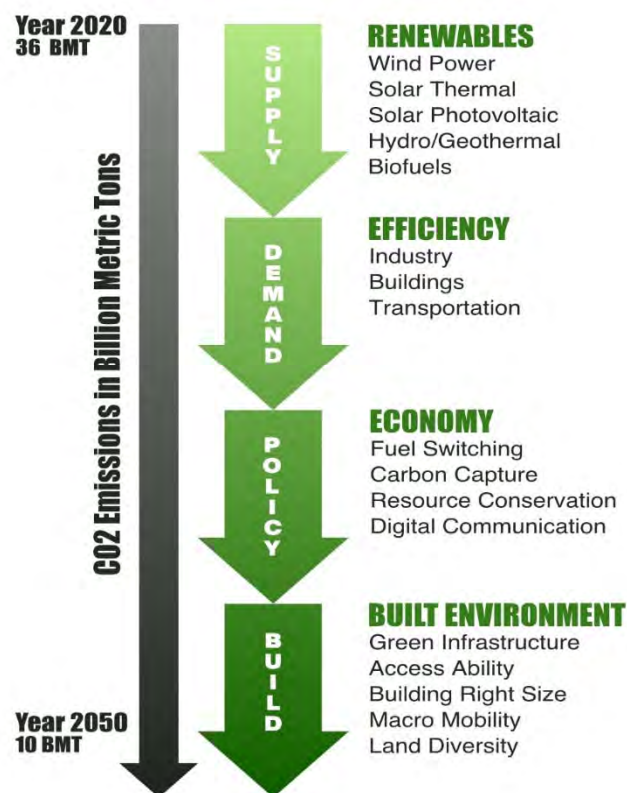 Year 2020
36 BMT
CO2 Emissions in Billion Metric Tons
SUPPLY
RENEWABLES
Wind Power
Solar Thermal
Solar Photovoltaic
Hydro/Geothermal
Biofuels
DEMAND
EFFICIENCY
Industry
Buildings
Transportation
POLICY
ECONOMY
Fuel Switching
Carbon Capture
Resource Conservation
Digital Communication
BUILD
BUILT ENVIRONMENT
Green Infrastructure
Access Ability
Building Right Size
Macro Mobility
Land Diversity
Year 2050
10 BMT